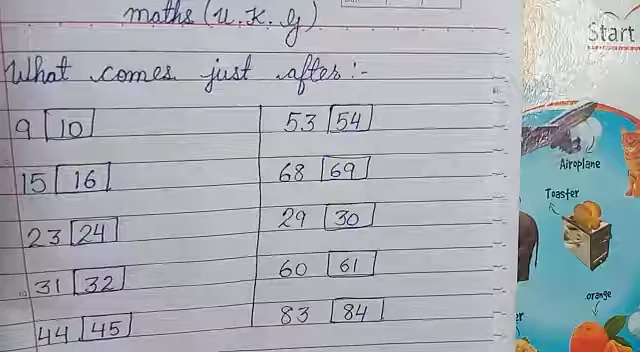 maths (U.K.G)
What comes just after:-
9 10
15 16
23 24
31 32
44 45
53 54
68 69
29 30
60 61
83 84
Start
Airoplane
Toaster
orange
er